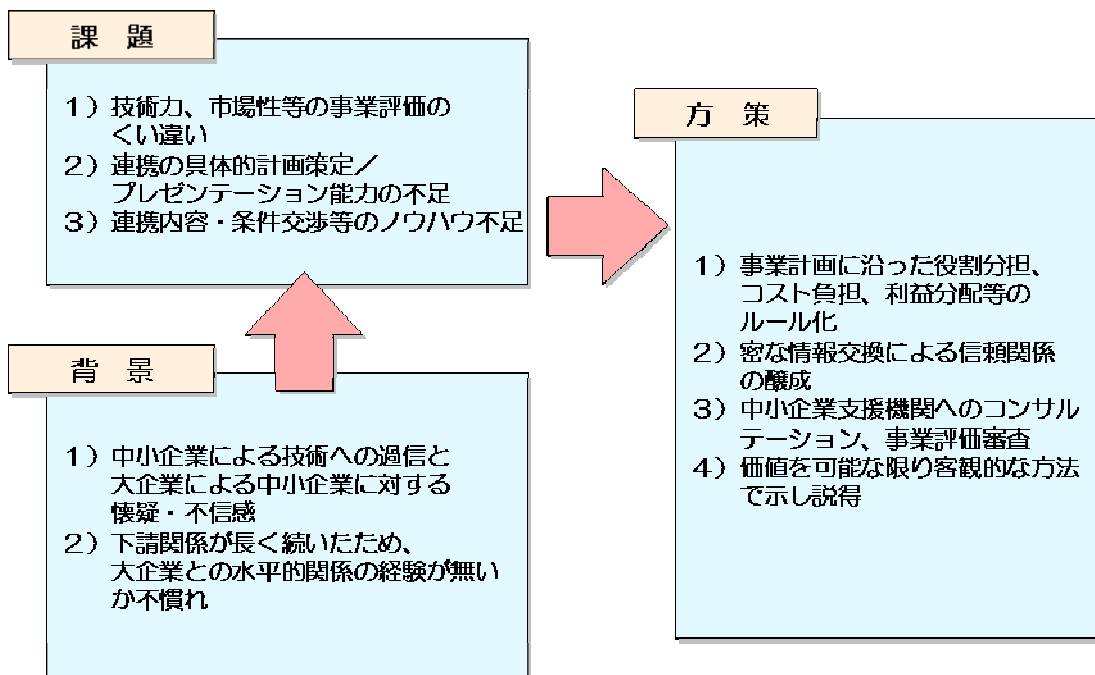 課 題
1）技術力、市場性等の事業評価の
くい違い
2）連携の具体的計画策定／
プレゼンテーション能力の不足
3）連携内容・条件交渉等のノウハウ不足
背 景
1）中小企業による技術への過信と
大企業による中小企業に対する
懐疑・不信感
2）下請関係が長く続いたため、
大企業との水平的関係の経験が無い
か不慣れ
方 策
1）事業計画に沿った役割分担、
コスト負担、利益分配等の
ルール化
2）密な情報交換による信頼関係
の醸成
3）中小企業支援機関へのコンサル
テーション、事業評価審査
4）価値を可能な限り客観的な方法
で示し説得